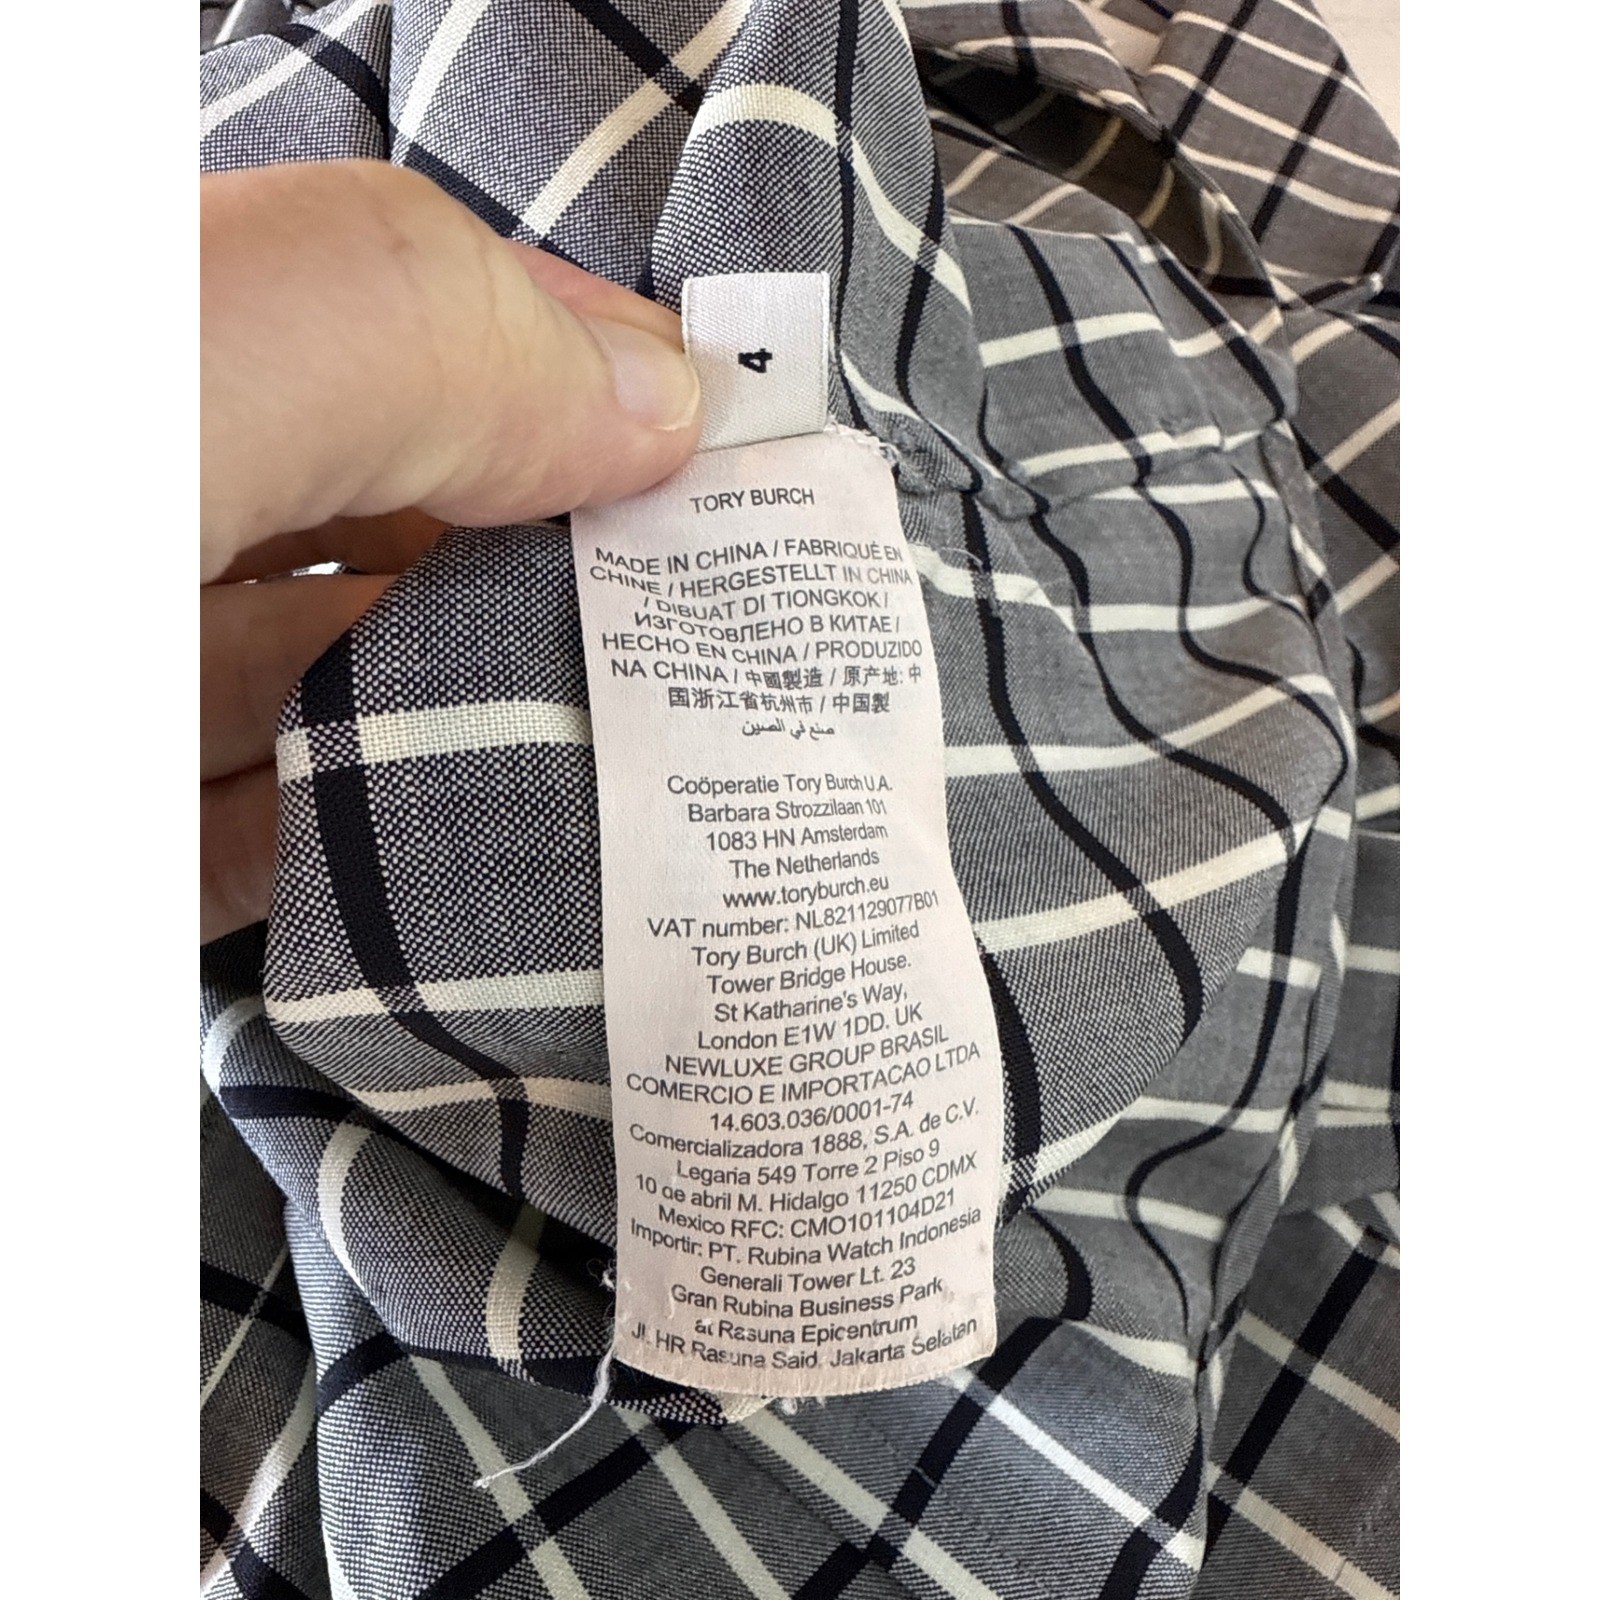 4
TORY BURCH
MADE IN CHINA / FABRIQUÉ EN
CHINE / HERGESTELLT IN CHINA
/ DIBUAT DI TIONGKOK /
ИЗГОТОВЛЕНО В КИТАЕ /
HECHO EN CHINA / PRODUZIDO
NA CHINA / 中國製造 / 原产地: 中
国浙江省杭州市 / 中国製
صنع في الصين
Coöperatie Tory Burch U.A.
Barbara Strozzilaan 101
1083 HN Amsterdam
The Netherlands
www.toryburch.eu
VAT number: NL821129077B01
Tory Burch (UK) Limited
Tower Bridge House.
St Katharine's Way,
London E1W 1DD. UK
NEWLUXE GROUP BRASIL
COMERCIO E IMPORTACAO LTDA
14.603.036/0001-74
Comercializadora 1888, S.A. de C.V.
Legaria 549 Torre 2 Piso 9
10 de abril M. Hidalgo 11250 CDMX
Mexico RFC: CMO101104D21
Importir: PT. Rubina Watch Indonesia
Generali Tower Lt. 23
Gran Rubina Business Park,
at Rasuna Epicentrum
Jl. HR Rasuna Said, Jakarta Selatan